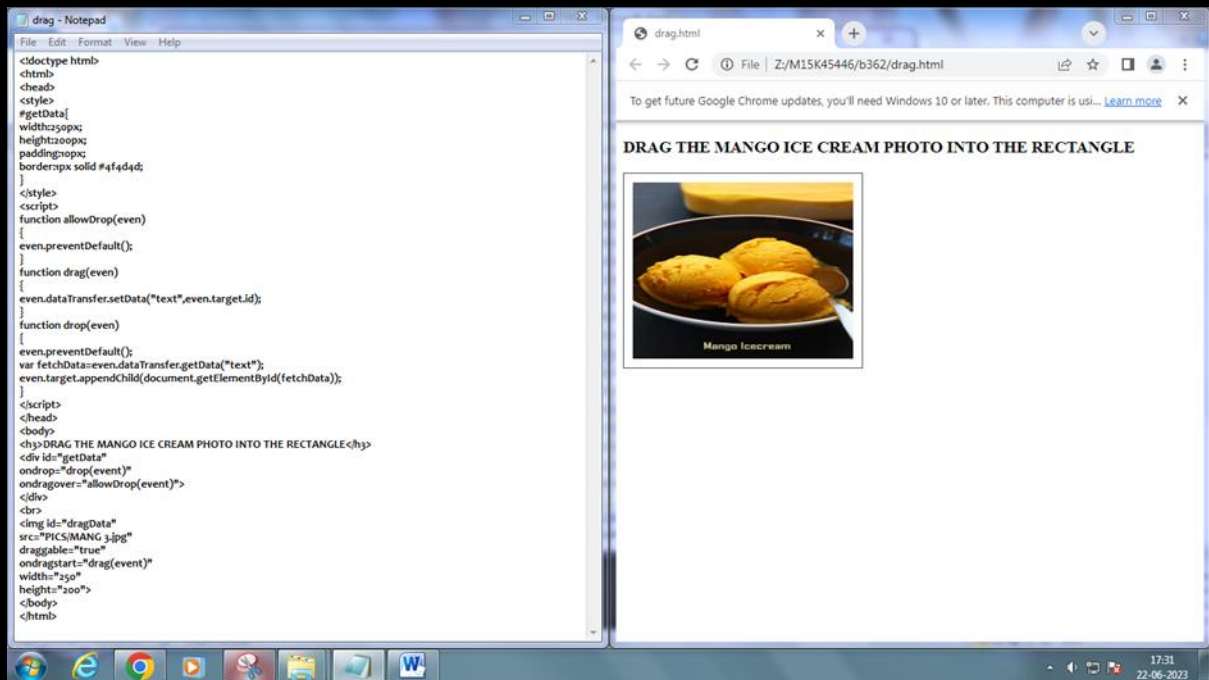 drag - Notepad
File Edit Format View Help
<!doctype html>
<html>
<head>
<style>
#getData{
width:250px;
height:200px;
padding:10px;
border:1px solid #4f4d4d;
}
</style>
<script>
function allowDrop(even)
{
even.preventDefault();
}
function drag(even)
{
even.dataTransfer.setData("text",even.target.id);
}
function drop(even)
{
even.preventDefault();
var fetchData=even.dataTransfer.getData("text");
even.target.appendChild(document.getElementById(fetchData));
}
</script>
</head>
<body>
<h3>DRAG THE MANGO ICE CREAM PHOTO INTO THE RECTANGLE</h3>
<div id="getData"
ondrop="drop(event)"
ondragover="allowDrop(event)">
</div>
<br>
<img id="dragData"
src="PICS/MANG 3.jpg"
draggable="true"
ondragstart="drag(event)"
width="250"
height="200">
</body>
</html>
drag.html
File Z:/M15K45446/b362/drag.html
To get future Google Chrome updates, you'll need Windows 10 or later. This computer is usi... Learn more
DRAG THE MANGO ICE CREAM PHOTO INTO THE RECTANGLE
Mango Icecream
17:31
22-06-2023